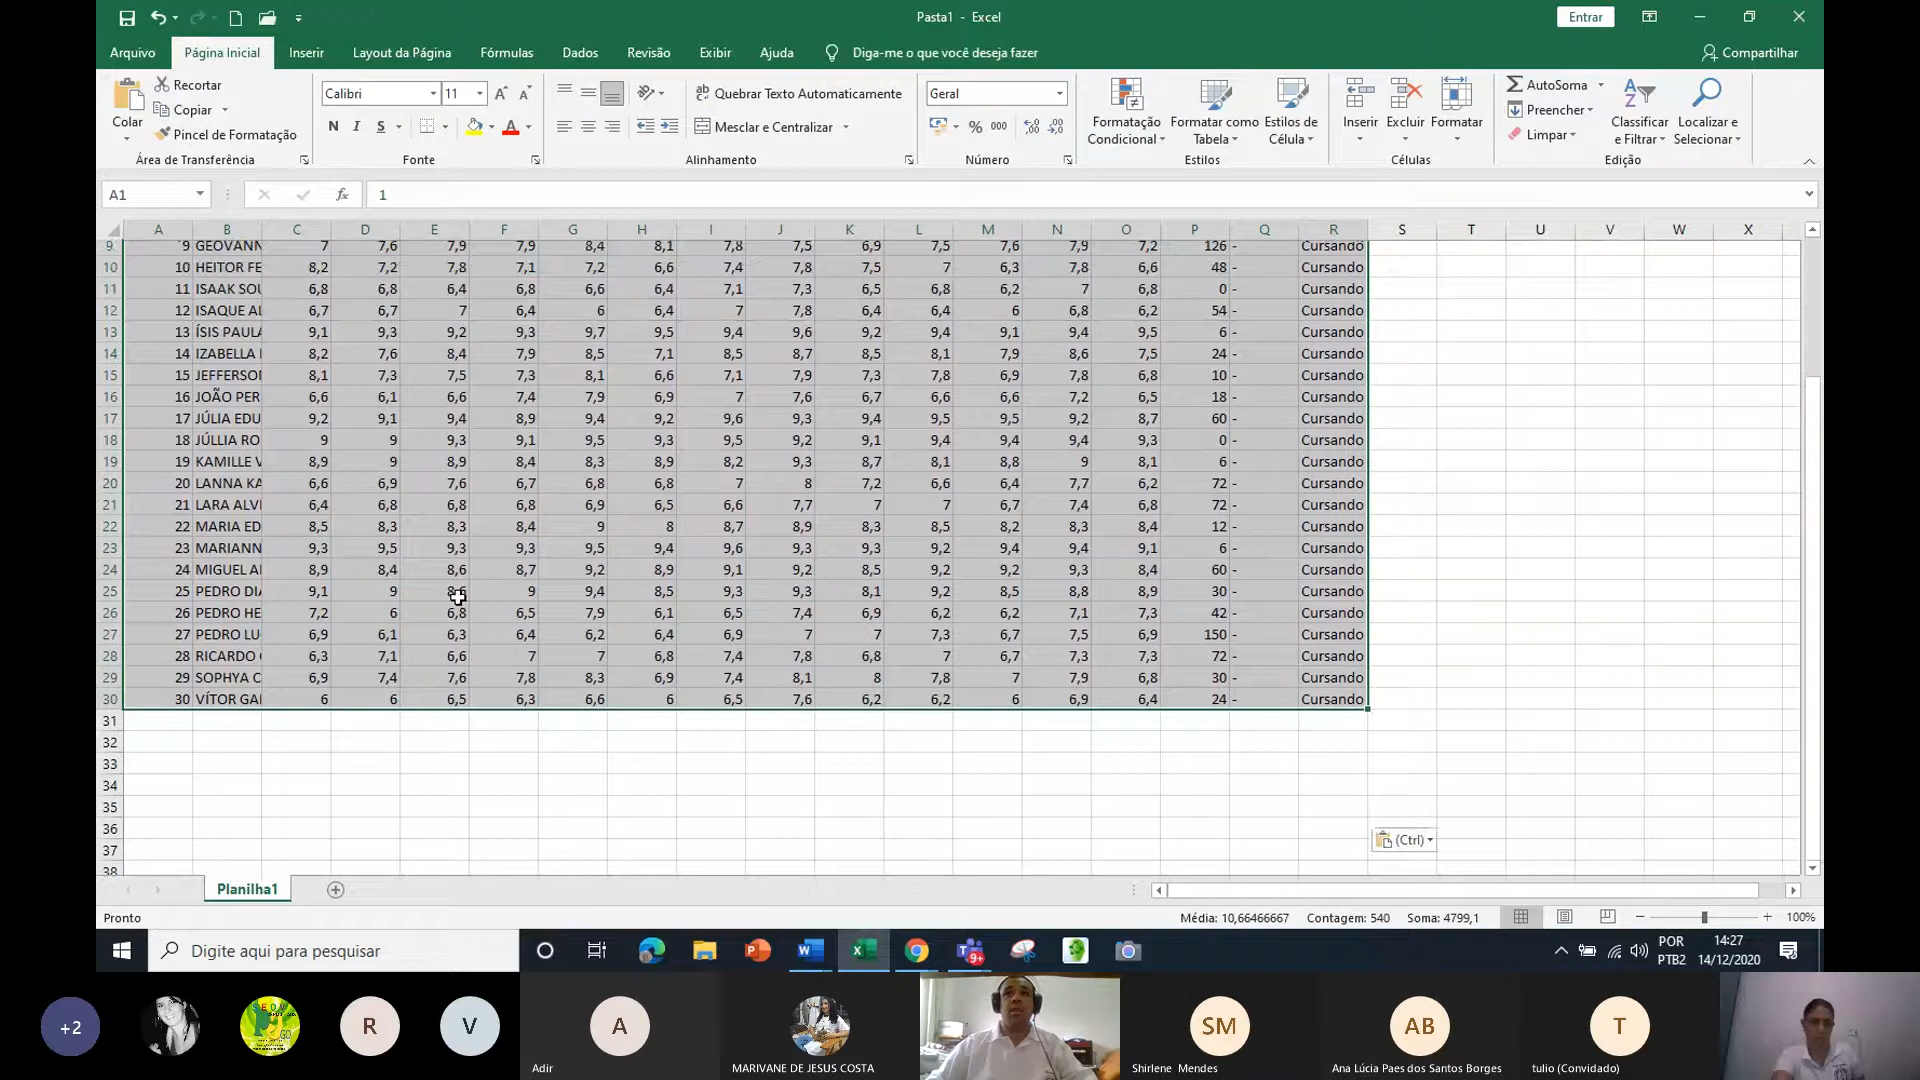 Pasta1 - Excel
Entrar
Arquivo Página Inicial Inserir Layout da Página Fórmulas Dados Revisão Exibir Ajuda Diga-me o que você deseja fazer Compartilhar
Colar
Recortar
Copiar
Pincel de Formatação
Área de Transferência
Calibri 11
N I S
Fonte
Quebrar Texto Automaticamente
Mesclar e Centralizar
Alinhamento
Geral
% 000
Número
Formatação Condicional
Formatar como Tabela
Estilos de Célula
Estilos
Inserir Excluir Formatar
Células
AutoSoma
Preencher
Limpar
Classificar e Filtrar
Localizar e Selecionar
Edição
A1 fx 1
A B C D E F G H I J K L M N O P Q R S T U V W X
9 9 GEOVANN 7 7,6 7,9 7,9 8,4 8,1 7,8 7,5 6,9 7,5 7,6 7,9 7,2 126 - Cursando
10 10 HEITOR FE 8,2 7,2 7,8 7,1 7,2 6,6 7,4 7,8 7,5 7 6,3 7,8 6,6 48 - Cursando
11 11 ISAAK SOU 6,8 6,8 6,4 6,8 6,6 6,4 7,1 7,3 6,5 6,8 6,2 7 6,8 0 - Cursando
12 12 ISAQUE AL 6,7 6,7 7 6,4 6 6,4 7 7,8 6,4 6,4 6 6,8 6,2 54 - Cursando
13 13 ÍSIS PAULA 9,1 9,3 9,2 9,3 9,7 9,5 9,4 9,6 9,2 9,4 9,1 9,4 9,5 6 - Cursando
14 14 IZABELLA 8,2 7,6 8,4 7,9 8,5 7,1 8,5 8,7 8,5 8,1 7,9 8,6 7,5 24 - Cursando
15 15 JEFFERSON 8,1 7,3 7,5 7,3 8,1 6,6 7,1 7,9 7,3 7,8 6,9 7,8 6,8 10 - Cursando
16 16 JOÃO PER 6,6 6,1 6,6 7,4 7,9 6,9 7 7,6 6,7 6,6 6,6 7,2 6,5 18 - Cursando
17 17 JÚLIA EDU 9,2 9,1 9,4 8,9 9,4 9,2 9,6 9,3 9,4 9,5 9,5 9,2 8,7 60 - Cursando
18 18 JÚLLIA RO 9 9 9,3 9,1 9,5 9,3 9,5 9,2 9,1 9,4 9,4 9,4 9,3 0 - Cursando
19 19 KAMILLE V 8,9 9 8,9 8,4 8,3 8,9 8,2 9,3 8,7 8,1 8,8 9 8,1 6 - Cursando
20 20 LANNA KA 6,6 6,9 7,6 6,7 6,8 6,8 7 8 7,2 6,6 6,4 7,7 6,2 72 - Cursando
21 21 LARA ALV 6,4 6,8 6,8 6,8 6,9 6,5 6,6 7,7 7 7 6,7 7,4 6,8 72 - Cursando
22 22 MARIA ED 8,5 8,3 8,3 8,4 9 8 8,7 8,9 8,3 8,5 8,2 8,3 8,4 12 - Cursando
23 23 MARIANN 9,3 9,5 9,3 9,3 9,5 9,4 9,6 9,3 9,3 9,2 9,4 9,4 9,1 6 - Cursando
24 24 MIGUEL A 8,9 8,4 8,6 8,7 9,2 8,9 9,1 9,2 8,5 9,2 9,2 9,3 8,4 60 - Cursando
25 25 PEDRO DIA 9,1 9 9 9,4 8,5 9,3 9,3 8,1 9,2 8,5 8,8 8,9 30 - Cursando
26 26 PEDRO HE 7,2 6 6,8 6,5 7,9 6,1 6,5 7,4 6,9 6,2 6,2 7,1 7,3 42 - Cursando
27 27 PEDRO LU 6,9 6,1 6,3 6,4 6,2 6,4 6,9 7 7 7,3 6,7 7,5 6,9 150 - Cursando
28 28 RICARDO 6,3 7,1 6,6 7 7 6,8 7,4 7,8 6,8 7 6,7 7,3 7,3 72 - Cursando
29 29 SOPHYA C 6,9 7,4 7,6 7,8 8,3 6,9 7,4 8,1 8 7,8 7 7,9 6,8 30 - Cursando
30 30 VÍTOR GAI 6 6 6,5 6,3 6,6 6 6,5 7,6 6,2 6,2 6 6,9 6,4 24 - Cursando
31
32
33
34
35
36
37
38
(Ctrl)
Planilha1
Pronto Média: 10,66466667 Contagem: 540 Soma: 4799,1 100%
Digite aqui para pesquisar
9+
POR
PTB2
14:27
14/12/2020
+2
R
V
A
SM
AB
T
Adir
MARIVANE DE JESUS COSTA
Shirlene Mendes
Ana Lúcia Paes dos Santos Borges
tulio (Convidado)